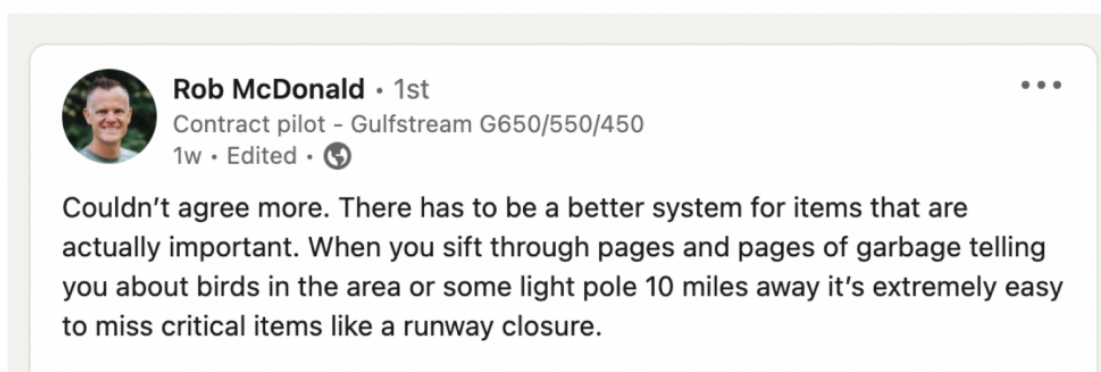 Rob McDonald • 1st
Contract pilot - Gulfstream G650/550/450
1w • Edited •
Couldn't agree more. There has to be a better system for items that are
actually important. When you sift through pages and pages of garbage telling
you about birds in the area or some light pole 10 miles away it's extremely easy
to miss critical items like a runway closure.